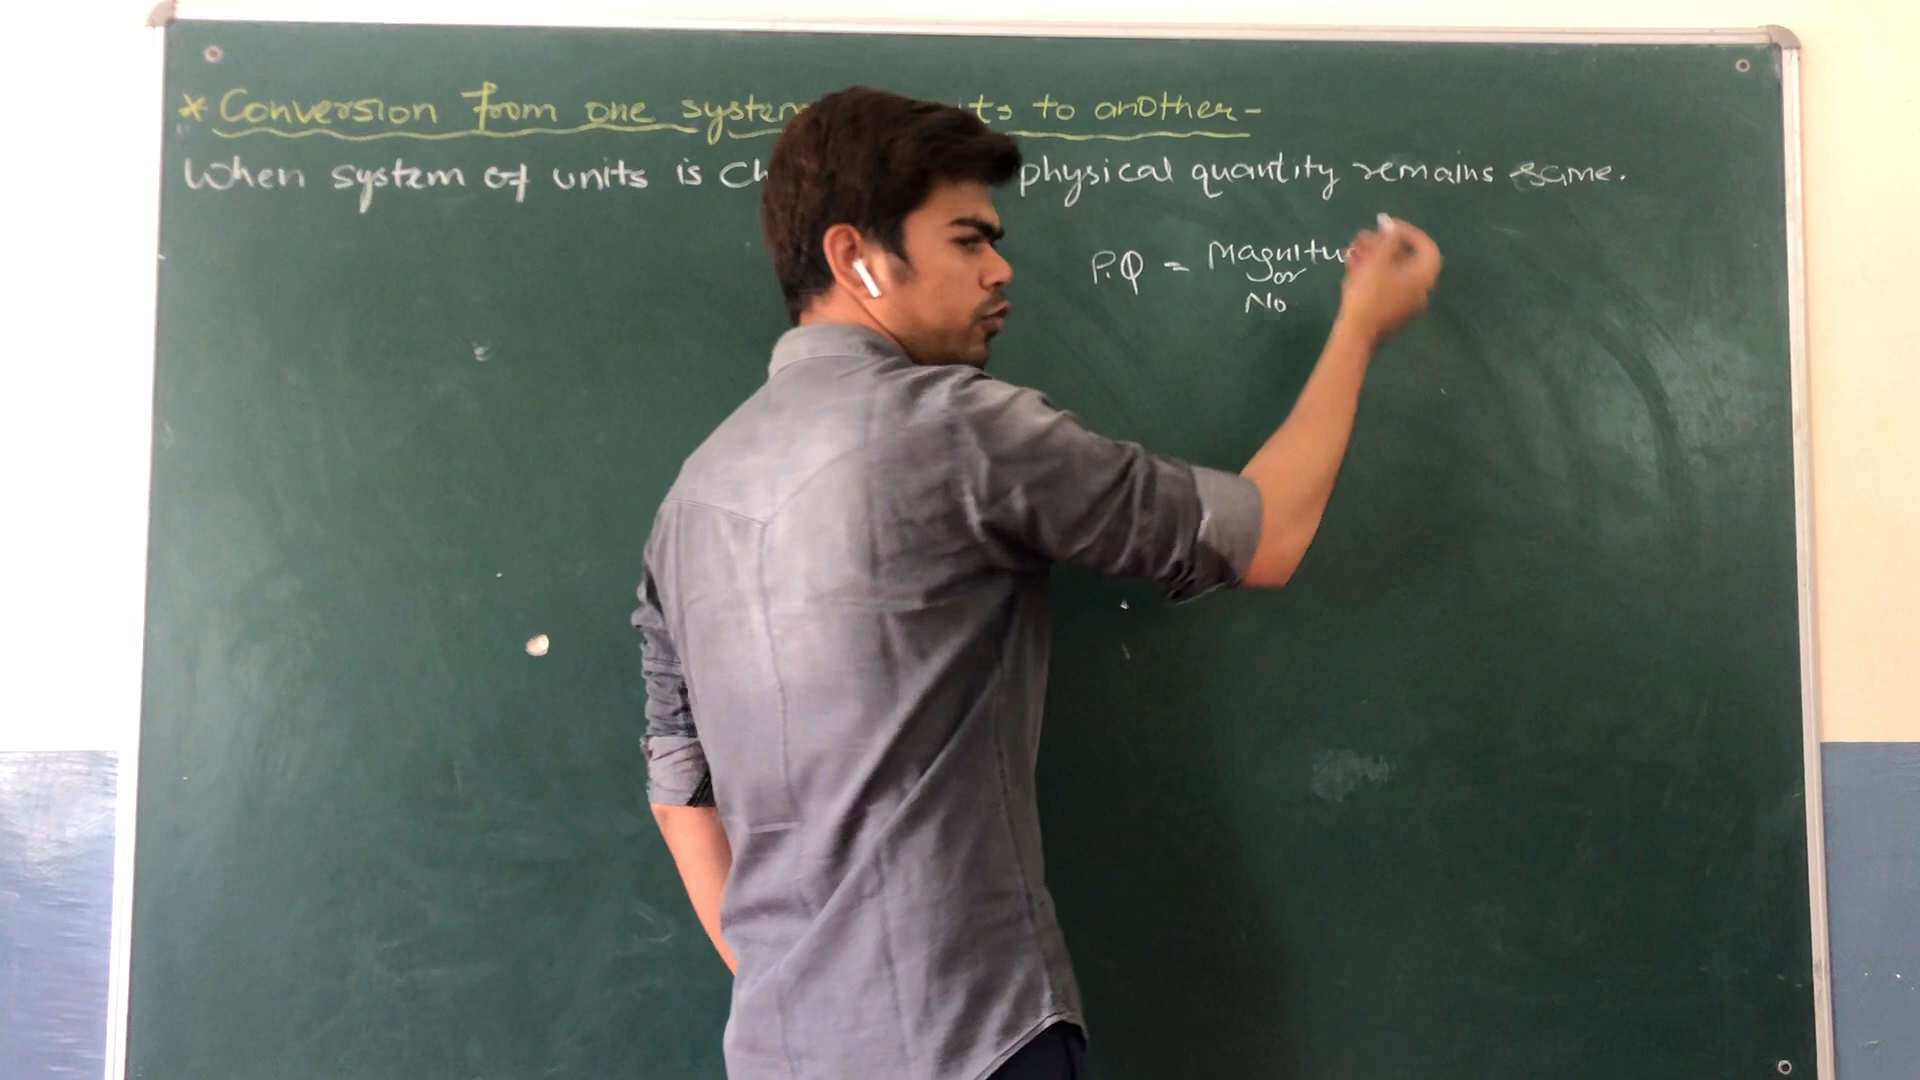 * Conversion from one system ts to another-
When system of units is Ch physical quantity remains same.
P.Q = Magnitu
or
No